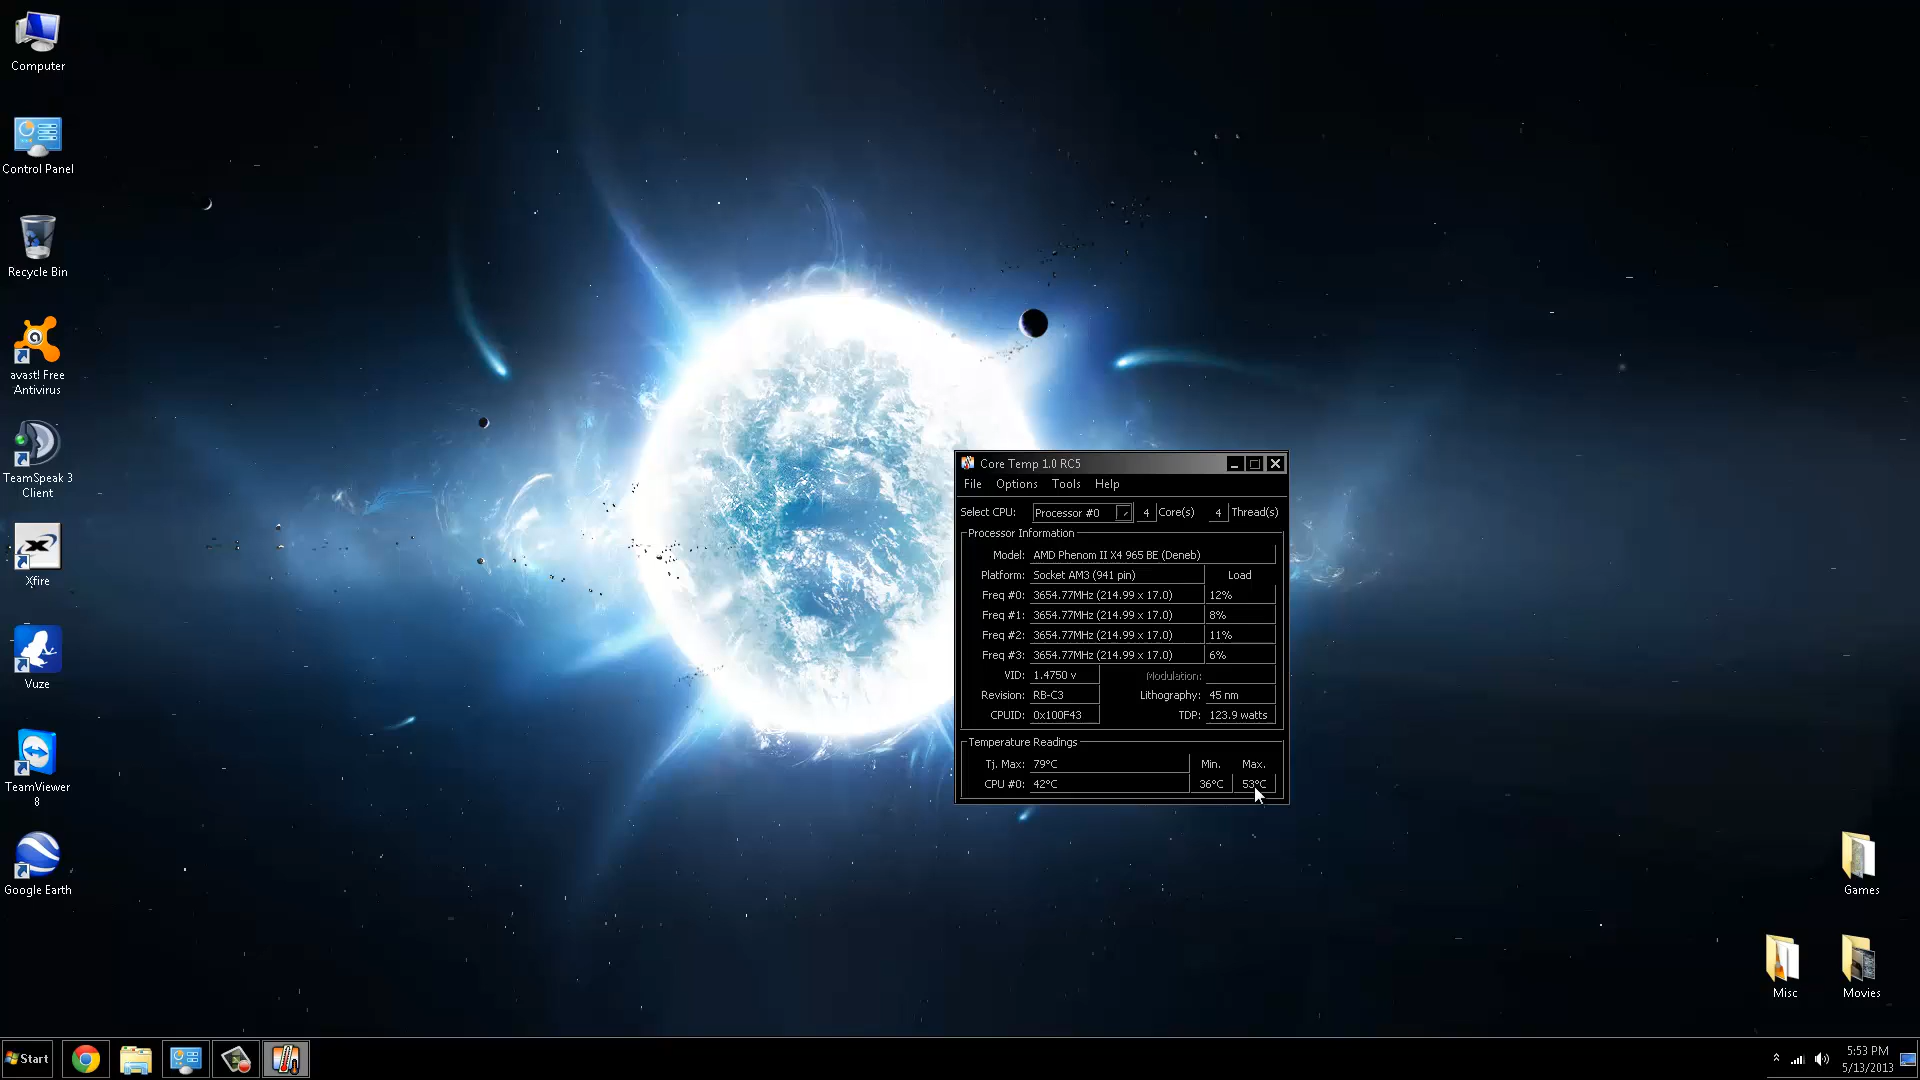 Computer
Control Panel
Recycle Bin
avast! Free
Antivirus
TeamSpeak 3
Client
Xfire
Vuze
TeamViewer
8
Google Earth
Core Temp 1.0 RC5
File Options Tools Help
Select CPU: Processor #0 4 Core(s) 4 Thread(s)
Processor Information
Model: AMD Phenom II X4 965 BE (Deneb)
Platform: Socket AM3 (941 pin) Load
Freq #0: 3654.77MHz (214.99 x 17.0) 12%
Freq #1: 3654.77MHz (214.99 x 17.0) 8%
Freq #2: 3654.77MHz (214.99 x 17.0) 11%
Freq #3: 3654.77MHz (214.99 x 17.0) 6%
VID: 1.4750 v Modulation:
Revision: RB-C3 Lithography: 45 nm
CPUID: 0x100F43 TDP: 123.9 watts
Temperature Readings
Tj. Max: 79°C Min. Max.
CPU #0: 42°C 36°C 53°C
Games
Misc
Movies
Start
5:53 PM
5/13/2013